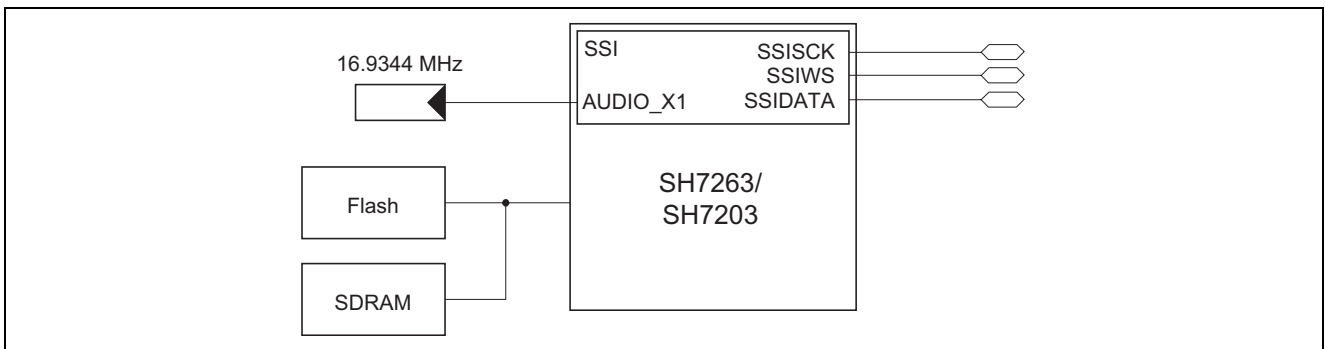 16.9344 MHz
SSI
AUDIO_X1
SSISCK
SSIWS
SSIDATA
Flash
SDRAM
SH7263/
SH7203